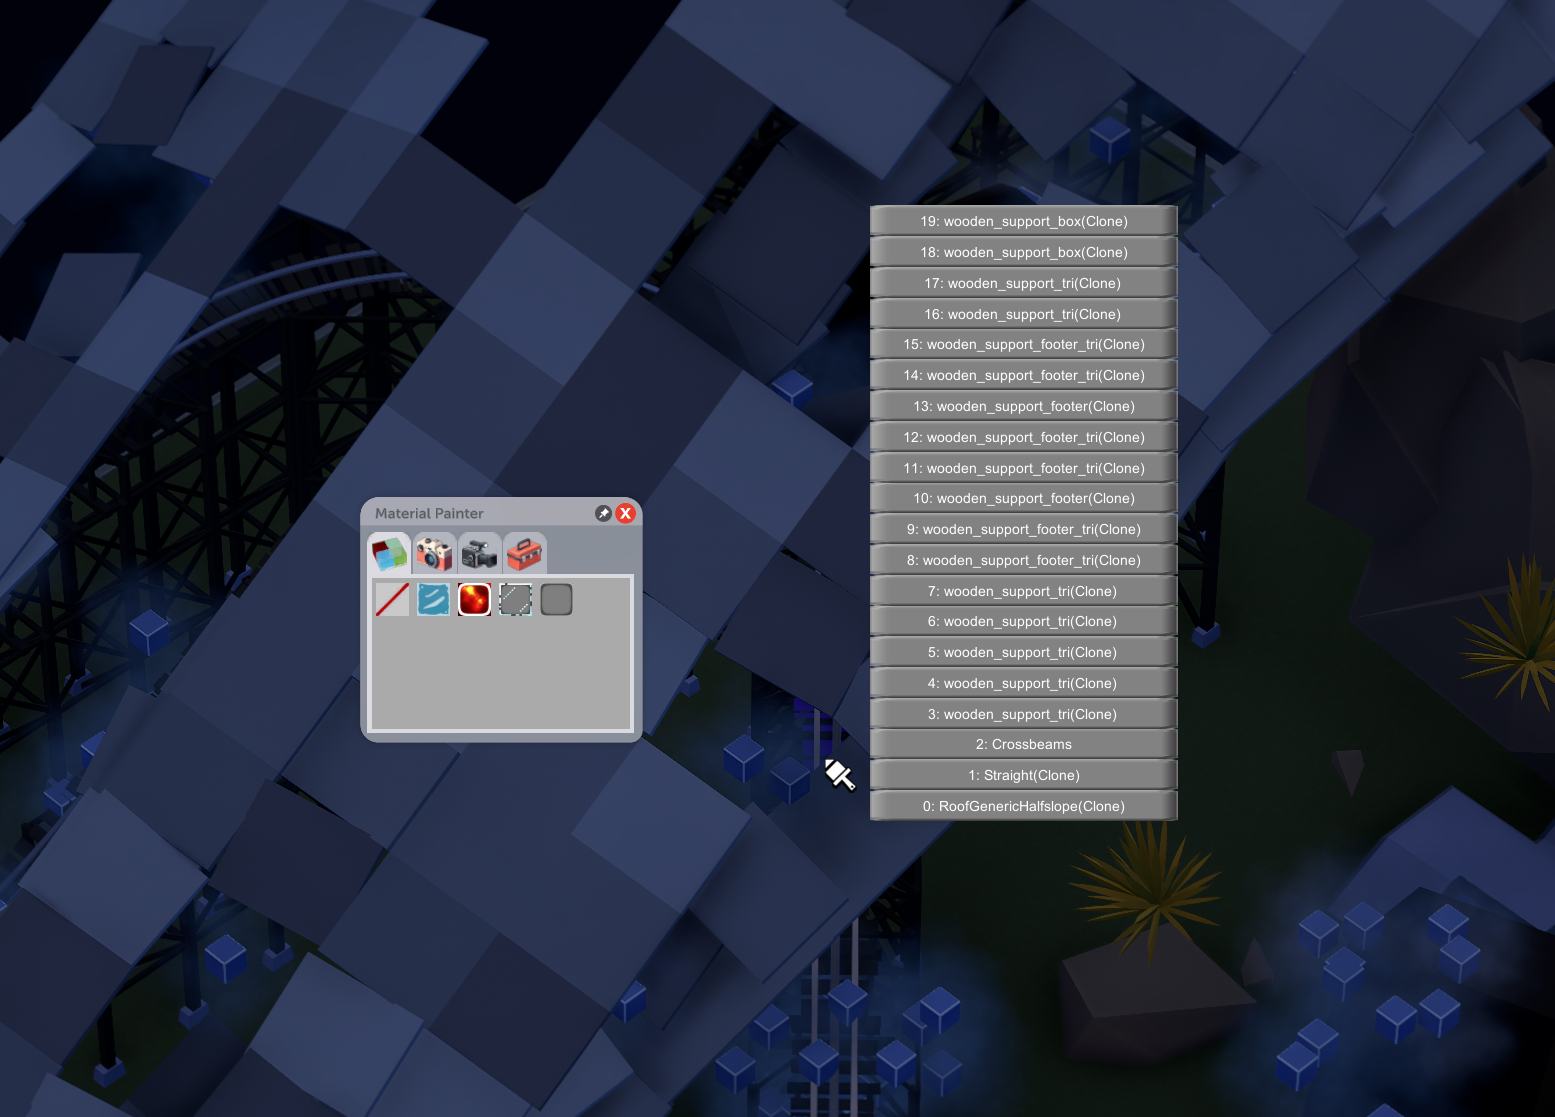 19: wooden_support_box(Clone)
18: wooden_support_box(Clone)
17: wooden_support_tri(Clone)
16: wooden_support_tri(Clone)
15: wooden_support_footer_tri(Clone)
14: wooden_support_footer_tri(Clone)
13: wooden_support_footer(Clone)
12: wooden_support_footer_tri(Clone)
11: wooden_support_footer_tri(Clone)
10: wooden_support_footer(Clone)
9: wooden_support_footer_tri(Clone)
8: wooden_support_footer_tri(Clone)
7: wooden_support_tri(Clone)
6: wooden_support_tri(Clone)
5: wooden_support_tri(Clone)
4: wooden_support_tri(Clone)
3: wooden_support_tri(Clone)
2: Crossbeams
1: Straight(Clone)
0: RoofGenericHalfslope(Clone)
Material Painter